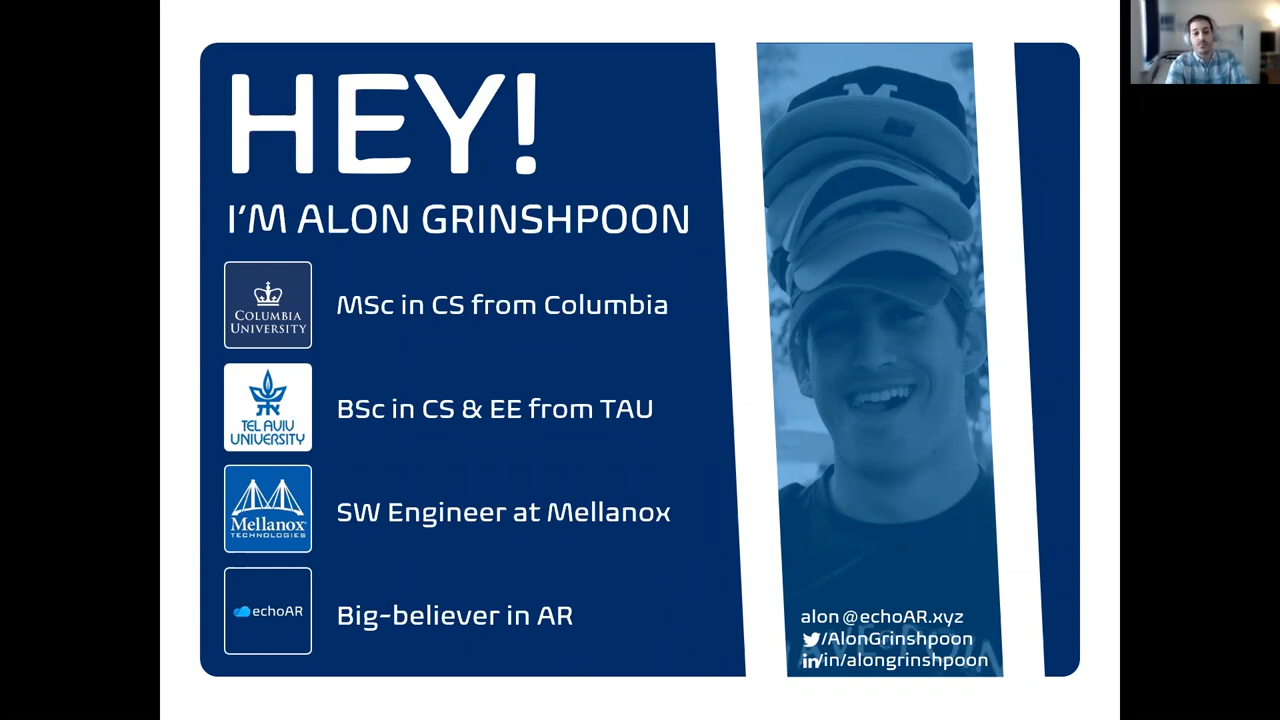 HEY!
I'M ALON GRINSHPOON
COLUMBIA
UNIVERSITY
MSc in CS from Columbia
TEL AVIV
UNIVERSITY
BSc in CS & EE from TAU
Mellanox
TECHNOLOGIES
SW Engineer at Mellanox
echoAR
Big-believer in AR
M
alon@echoAR.xyz
/AlonGrinshpoon
in/in/alongrinshpoon